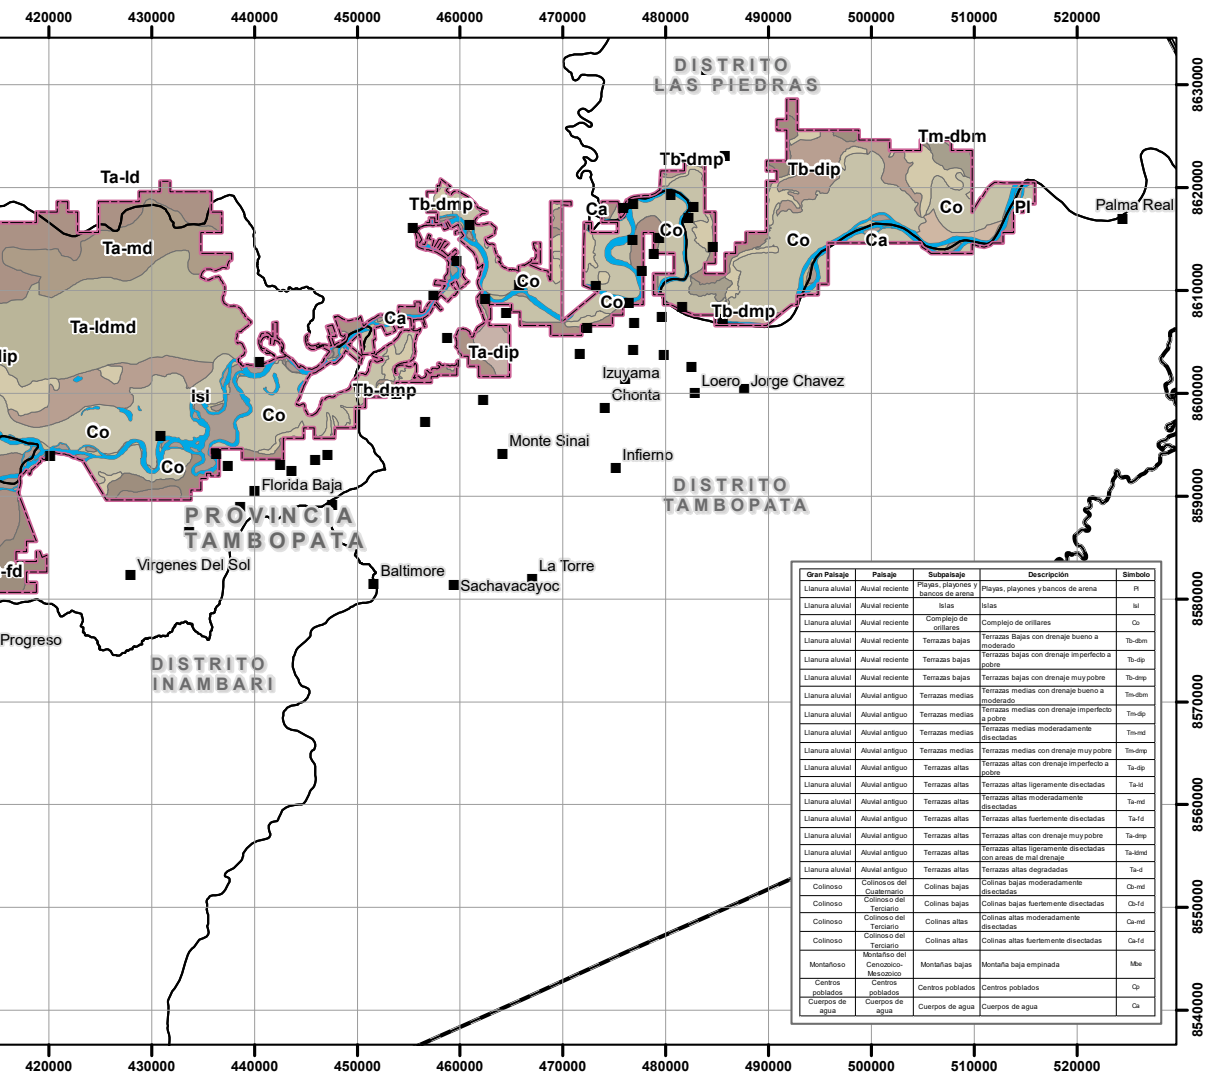 420000 430000 440000 450000 460000 470000 480000 490000 500000 510000 520000
DISTRITO
LAS PIEDRAS
8630000
Tm-dbm
Tb-dmp
Tb-dip
Ta-ld
8620000
Tb-dmp
Ca
Co
Pl
Palma Real
Co
Co
Ca
Ta-md
Co
Co
8610000
Tb-dmp
Ca
Ta-ldmd
Ta-dip
dip
Izuyama
Loero
Jorge Chavez
Tb-dmp
isl
Chonta
8600000
Co
Co
Monte Sinai
Infierno
Co
Florida Baja
DISTRITO
TAMBOPATA
8590000
PROVINCIA
TAMBOPATA
-fd
Virgenes Del Sol
Baltimore
La Torre
Sachavacayoc
8580000
Progreso
DISTRITO
INAMBARI
8570000
8560000
8550000
8540000
Gran Paisaje Paisaje Subpaisaje Descripción Símbolo
Llanura aluvial Aluvial reciente Playas, playones y bancos de arena Playas, playones y bancos de arena Pl
Llanura aluvial Aluvial reciente Islas Islas Isl
Llanura aluvial Aluvial reciente Complejo de orillares Complejo de orillares Co
Llanura aluvial Aluvial reciente Terrazas bajas Terrazas Bajas con drenaje bueno a moderado Tb-dbm
Llanura aluvial Aluvial reciente Terrazas bajas Terrazas bajas con drenaje imperfecto a pobre Tb-dip
Llanura aluvial Aluvial reciente Terrazas bajas Terrazas bajas con drenaje muy pobre Tb-dmp
Llanura aluvial Aluvial antiguo Terrazas medias Terrazas medias con drenaje bueno a moderado Tm-dbm
Llanura aluvial Aluvial antiguo Terrazas medias Terrazas medias con drenaje imperfecto a pobre Tm-dip
Llanura aluvial Aluvial antiguo Terrazas medias Terrazas medias moderadamente disectadas Tm-md
Llanura aluvial Aluvial antiguo Terrazas medias Terrazas medias con drenaje muy pobre Tm-dmp
Llanura aluvial Aluvial antiguo Terrazas altas Terrazas altas con drenaje imperfecto a pobre Ta-dip
Llanura aluvial Aluvial antiguo Terrazas altas Terrazas altas ligeramente disectadas Ta-ld
Llanura aluvial Aluvial antiguo Terrazas altas Terrazas altas moderadamente disectadas Ta-md
Llanura aluvial Aluvial antiguo Terrazas altas Terrazas altas fuertemente disectadas Ta-fd
Llanura aluvial Aluvial antiguo Terrazas altas Terrazas altas con drenaje muy pobre Ta-dmp
Llanura aluvial Aluvial antiguo Terrazas altas Terrazas altas ligeramente disectadas con areas de mal drenaje Ta-ldmd
Llanura aluvial Aluvial antiguo Terrazas altas Terrazas altas degradadas Ta-d
Colinoso Colinosos del Cuaternario Colinas bajas Colinas bajas moderadamente disectadas Cb-md
Colinoso Colinoso del Terciario Colinas bajas Colinas bajas fuertemente disectadas Cb-fd
Colinoso Colinoso del Terciario Colinas altas Colinas altas moderadamente disectadas Ca-md
Colinoso Colinoso del Terciario Colinas altas Colinas altas fuertemente disectadas Ca-fd
Montañoso Montañiso del Cenozoico-Mesozoico Montañas bajas Montaña baja empinada Mbe
Centros poblados Centros poblados Centros poblados Centros poblados Cp
Cuerpos de agua Cuerpos de agua Cuerpos de agua Cuerpos de agua Ca
420000 430000 440000 450000 460000 470000 480000 490000 500000 510000 520000